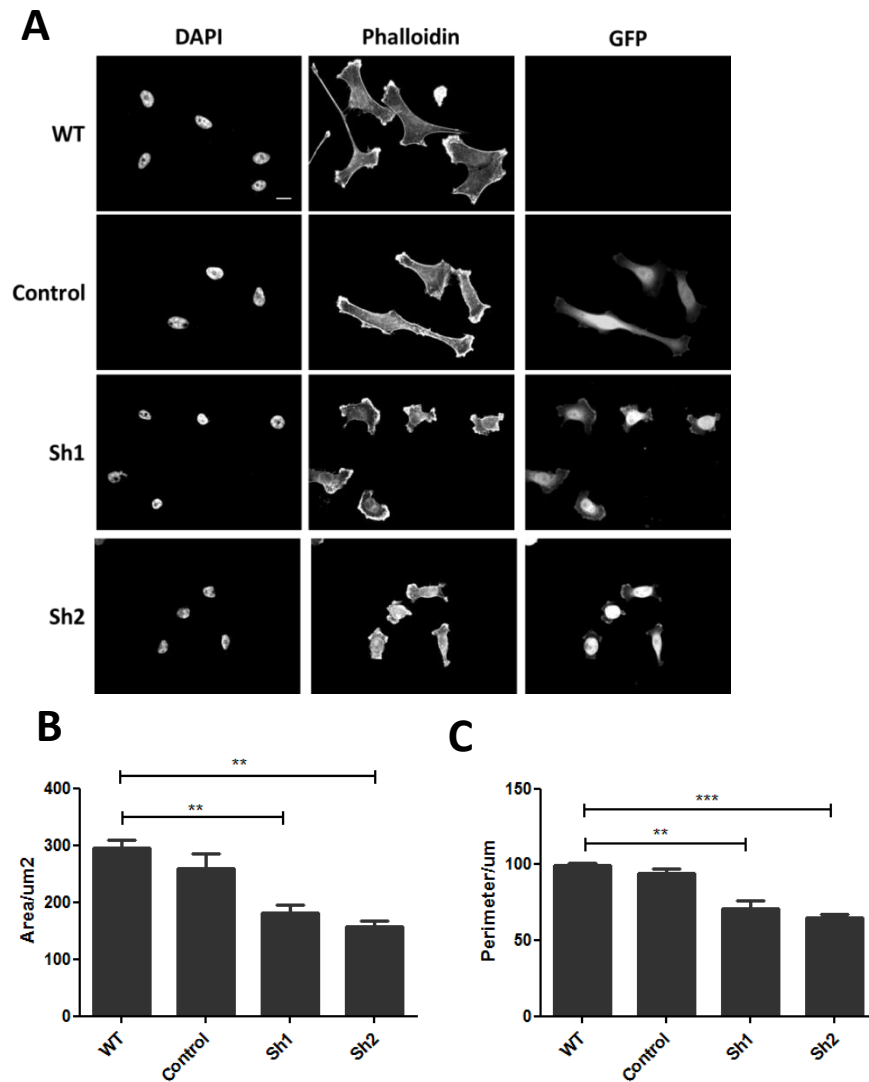 A
DAPI Phalloidin GFP
WT
Control
Sh1
Sh2
B
C
**
**
400
300
200
100
0
Area/um2
WT Control Sh1 Sh2
***
**
150
100
50
0
Perimeter/um
WT Control Sh1 Sh2